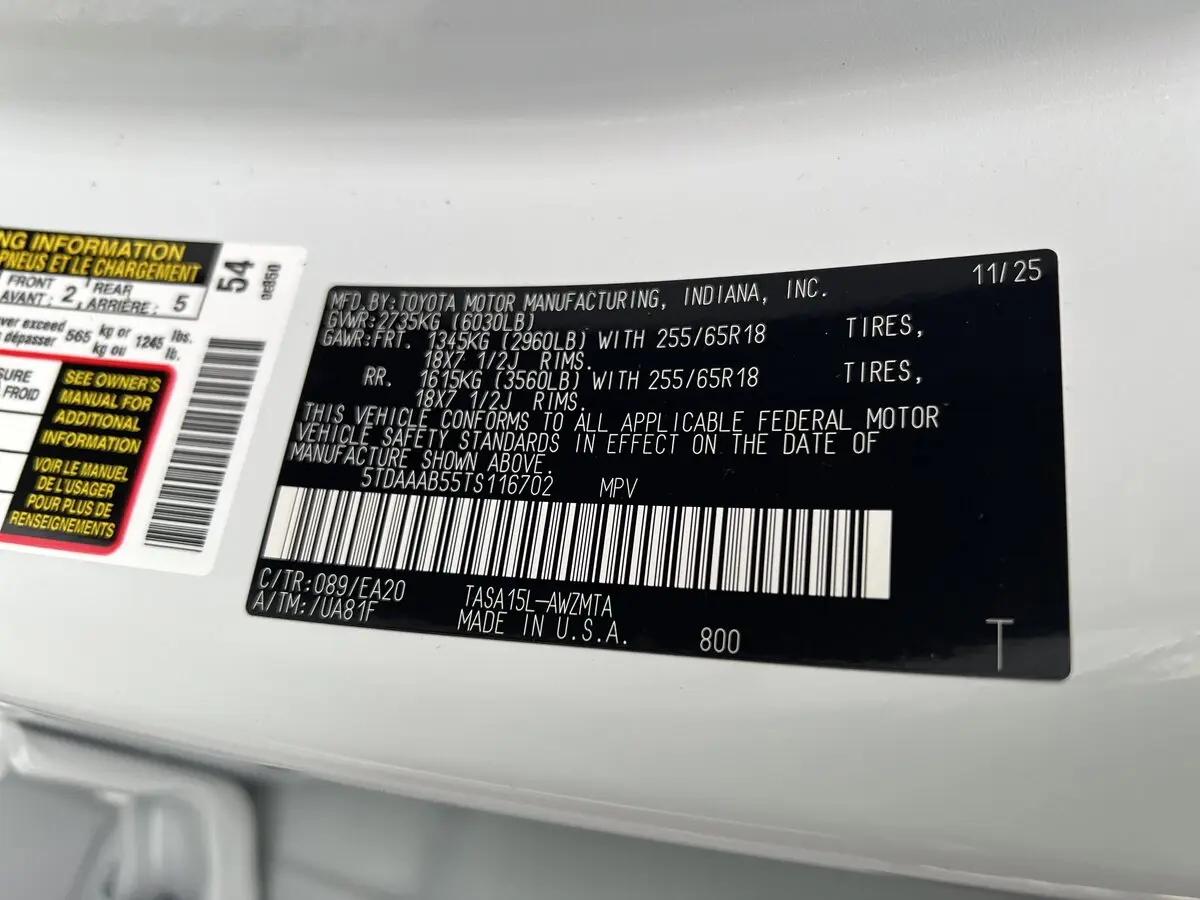 NG INFORMATION
PNEUS ET LE CHARGEMENT
FRONT 2 REAR 5
AVANT : ARRIÈRE :
ver exceed 565 kg or 1245 lbs.
dépasser kg ou lb.
SURE
FROID
SEE OWNER'S
MANUAL FOR
ADDITIONAL
INFORMATION
VOIR LE MANUEL
DE L'USAGER
POUR PLUS DE
RENSEIGNEMENTS
54
11/25
MFD.BY:TOYOTA MOTOR MANUFACTURING, INDIANA, INC.
GVWR:2735KG (6030LB)
GAWR:FRT. 1345KG (2960LB) WITH 255/65R18 TIRES,
18X7 1/2J RIMS.
RR. 1615KG (3560LB) WITH 255/65R18 TIRES,
18X7 1/2J RIMS.
THIS VEHICLE CONFORMS TO ALL APPLICABLE FEDERAL MOTOR
VEHICLE SAFETY STANDARDS IN EFFECT ON THE DATE OF
MANUFACTURE SHOWN ABOVE.
5TDAAAB55TS116702 MPV
C/TR:089/EA20 TASA15L-AWZMTA
A/TM:/UA81F MADE IN U.S.A. 800
T